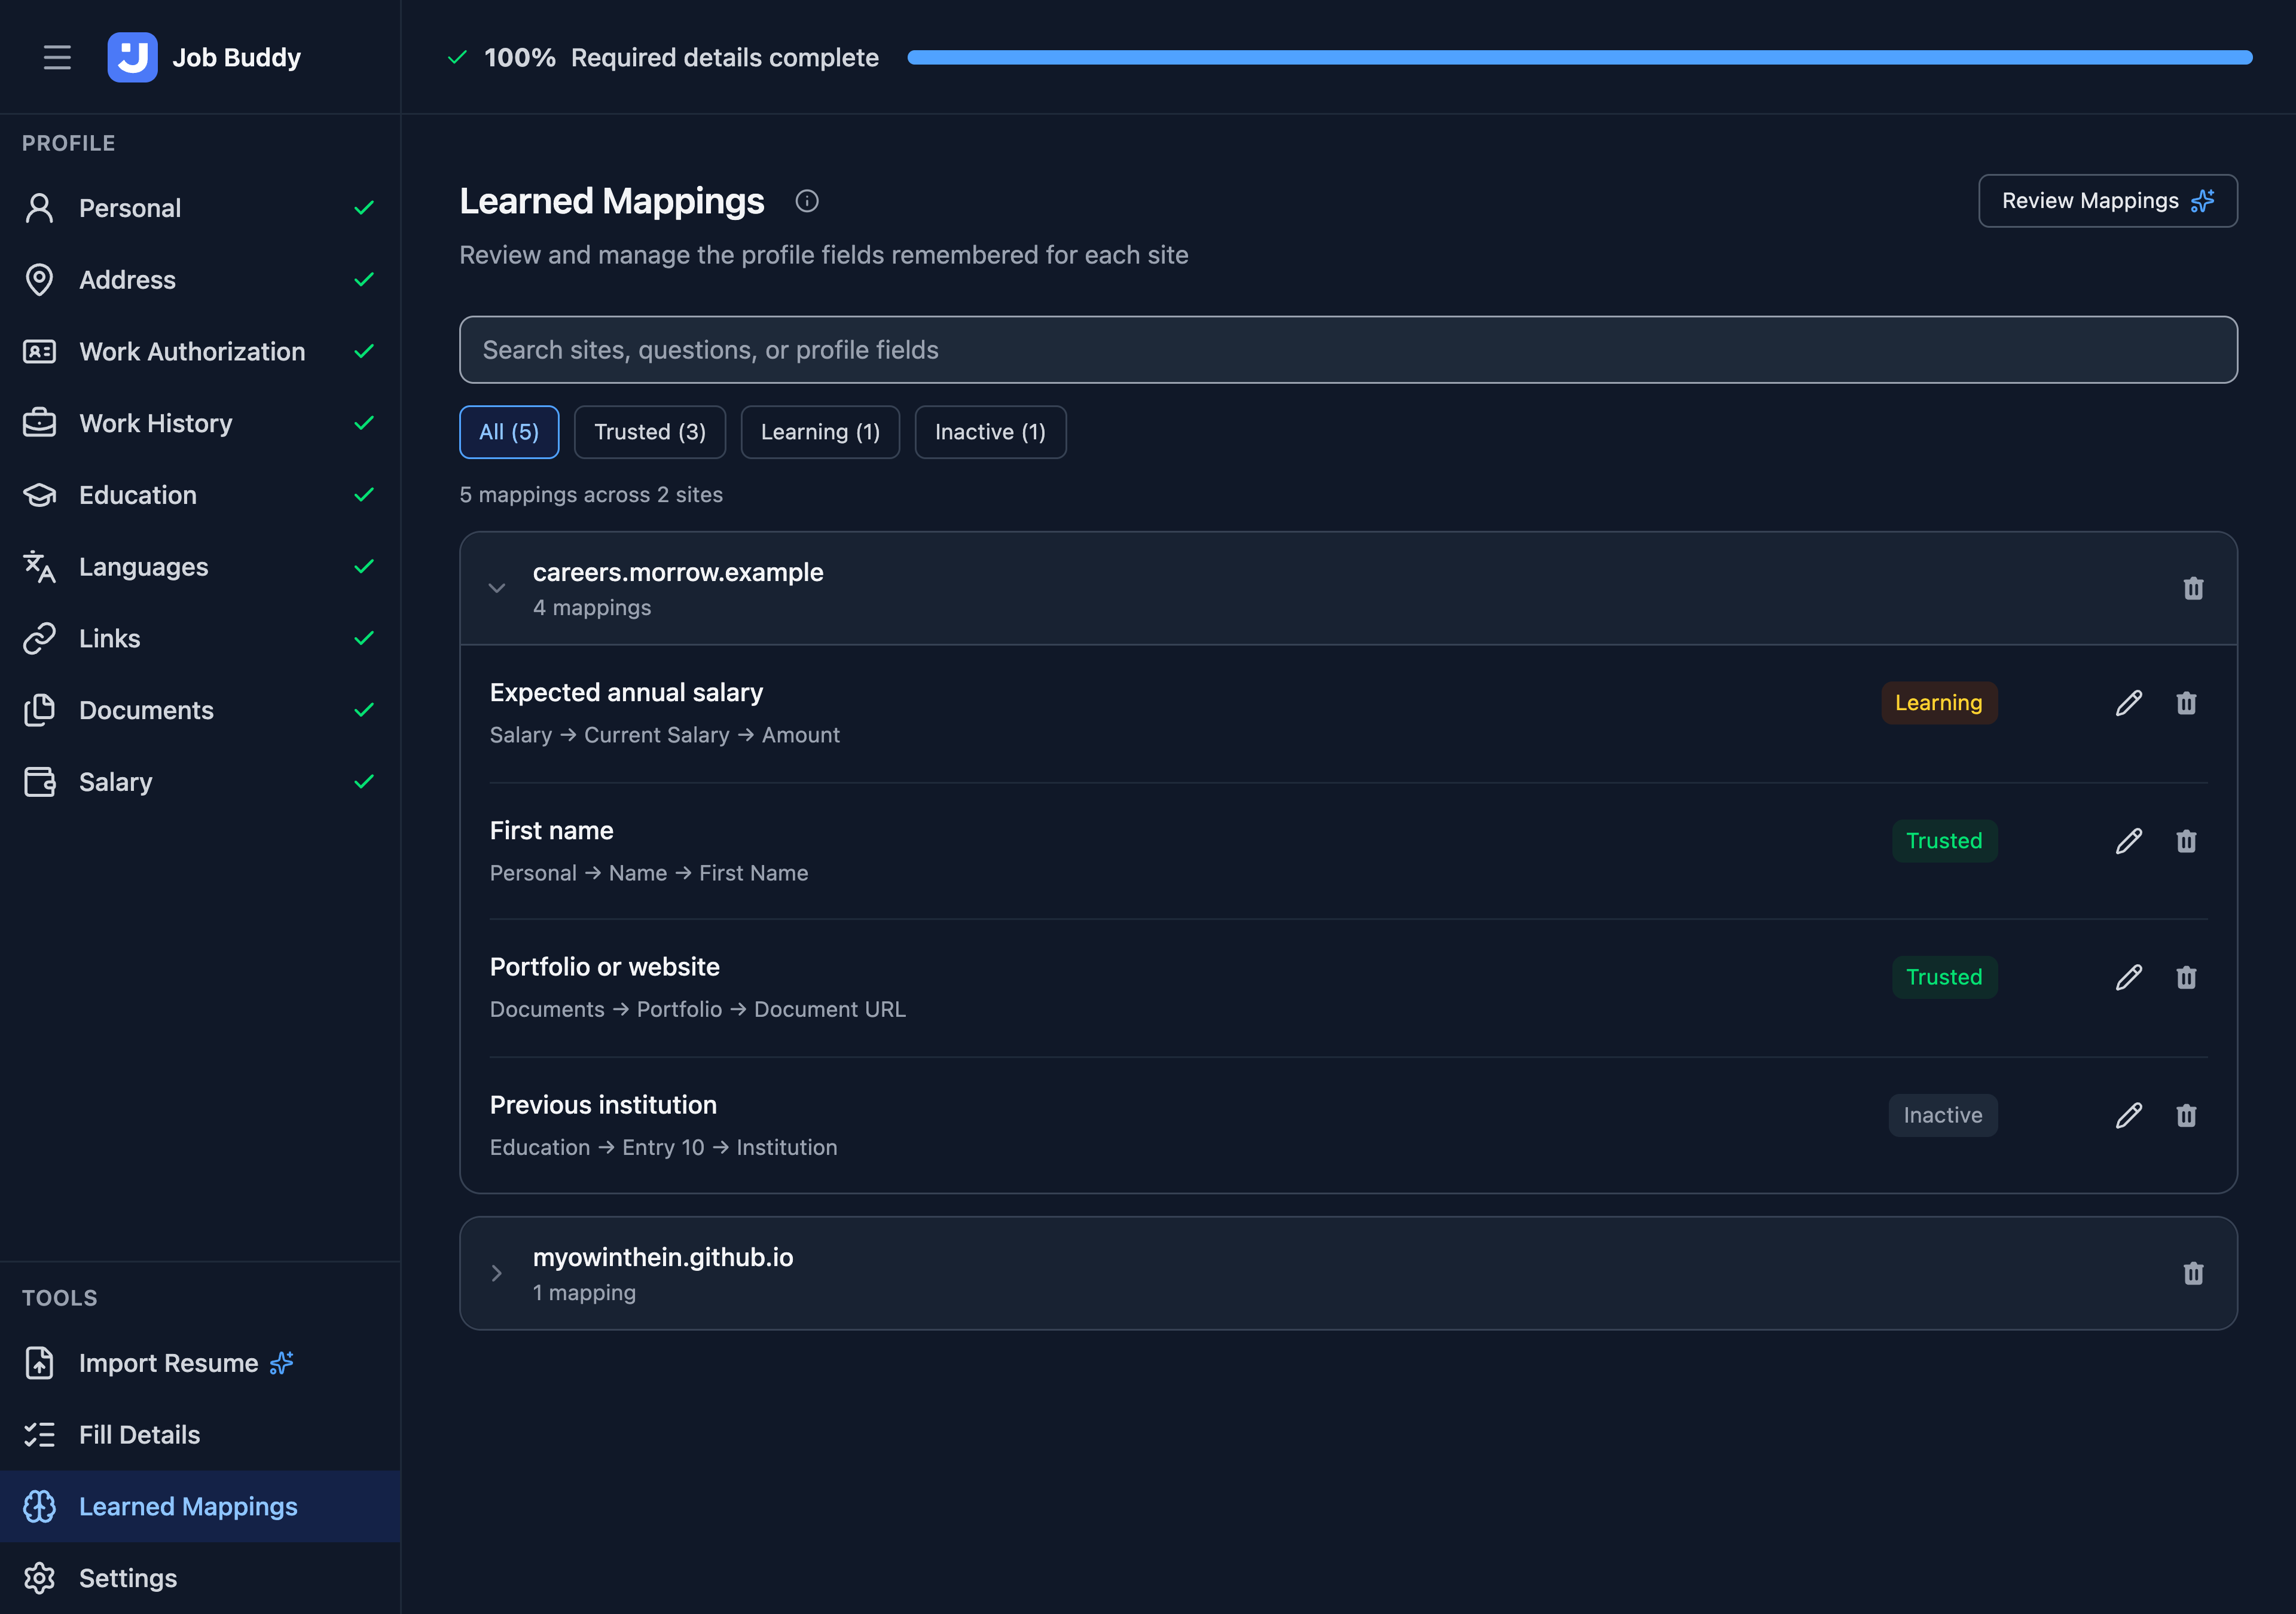 Job Buddy
100% Required details complete
PROFILE
Personal
Address
Work Authorization
Work History
Education
Languages
Links
Documents
Salary
TOOLS
Import Resume
Fill Details
Learned Mappings
Settings
Learned Mappings
Review Mappings
Review and manage the profile fields remembered for each site
Search sites, questions, or profile fields
All (5) Trusted (3) Learning (1) Inactive (1)
5 mappings across 2 sites
careers.morrow.example
4 mappings
Expected annual salary
Learning
Salary → Current Salary → Amount
First name
Trusted
Personal → Name → First Name
Portfolio or website
Trusted
Documents → Portfolio → Document URL
Previous institution
Inactive
Education → Entry 10 → Institution
myowinthein.github.io
1 mapping